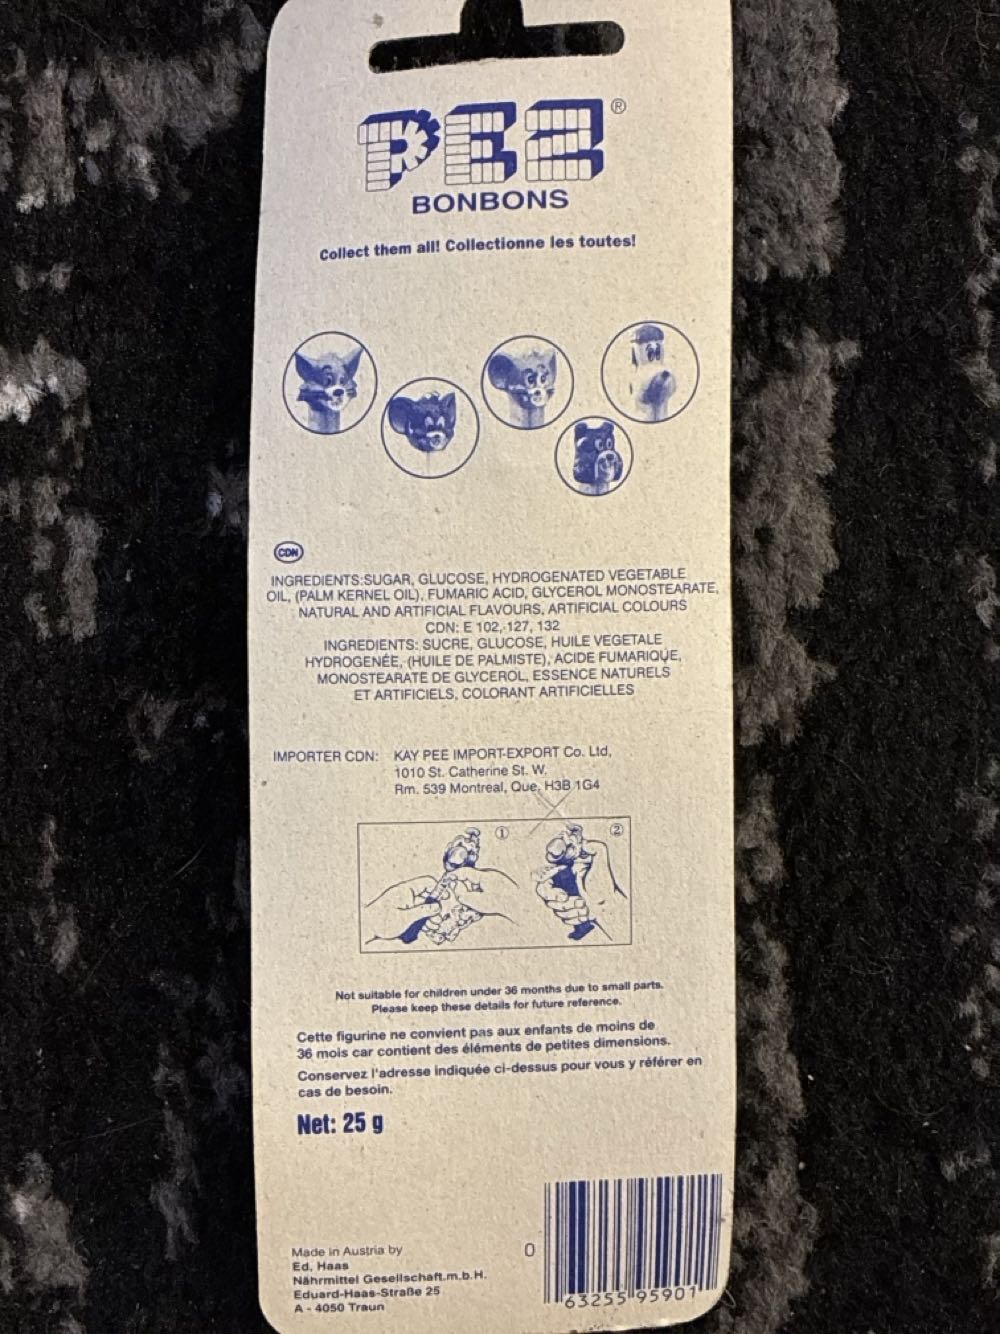 PEZ®
BONBONS
Collect them all! Collectionne les toutes!
CDN
INGREDIENTS:SUGAR, GLUCOSE, HYDROGENATED VEGETABLE
OIL, (PALM KERNEL OIL), FUMARIC ACID, GLYCEROL MONOSTEARATE,
NATURAL AND ARTIFICIAL FLAVOURS, ARTIFICIAL COLOURS
CDN: E 102, 127, 132
INGREDIENTS: SUCRE, GLUCOSE, HUILE VEGETALE
HYDROGENÉE, (HUILE DE PALMISTE), ACIDE FUMARIQUE,
MONOSTEARATE DE GLYCEROL, ESSENCE NATURELS
ET ARTIFICIELS, COLORANT ARTIFICIELLES
IMPORTER CDN: KAY PEE IMPORT-EXPORT Co. Ltd,
1010 St. Catherine St. W.
Rm. 539 Montreal, Que. H3B 1G4
① ②
Not suitable for children under 36 months due to small parts.
Please keep these details for future reference.
Cette figurine ne convient pas aux enfants de moins de
36 mois car contient des éléments de petites dimensions.
Conservez l'adresse indiquée ci-dessus pour vous y référer en
cas de besoin.
Net: 25 g
Made in Austria by
Ed. Haas
Nährmittel Gesellschaft.m.b.H.
Eduard-Haas-Straße 25
A - 4050 Traun
0 63255 95901